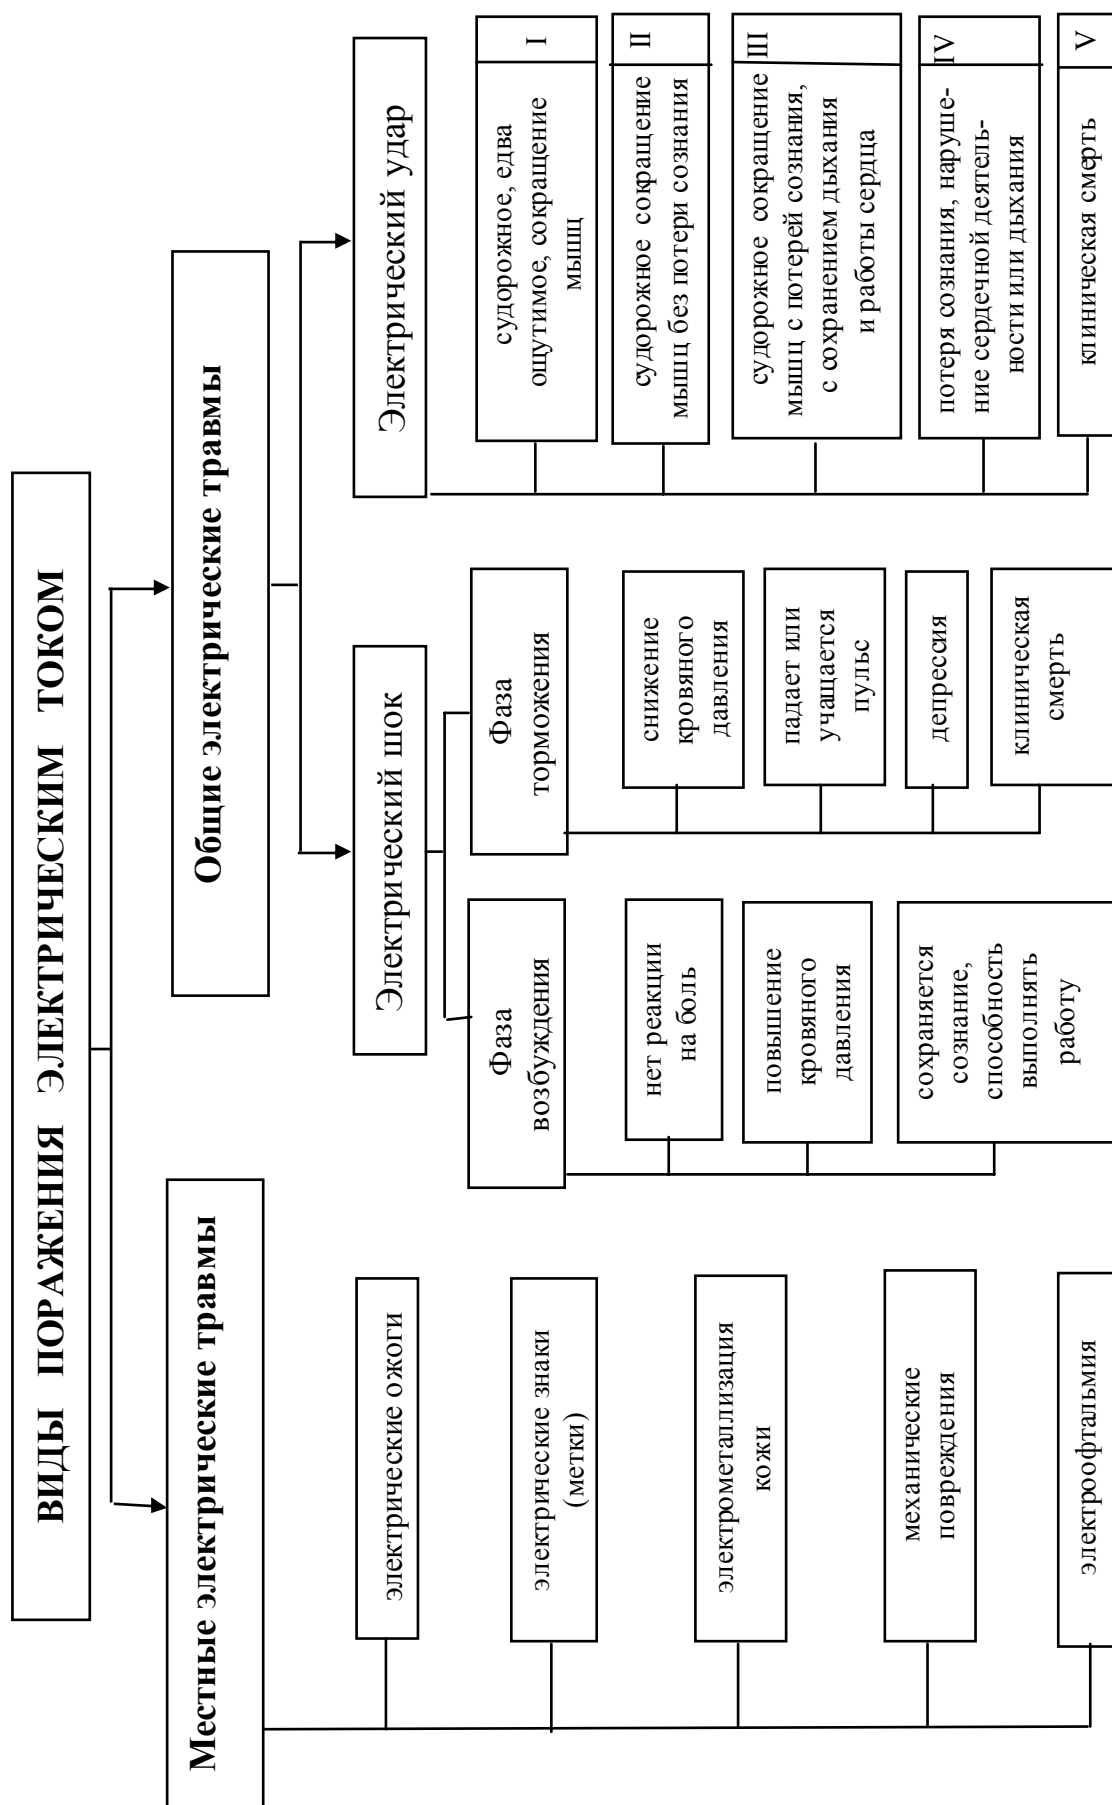 ВИДЫ ПОРАЖЕНИЯ ЭЛЕКТРИЧЕСКИМ ТОКОМ
Местные электрические травмы
электрические ожоги
электрические знаки
(метки)
электрометаллизация
кожи
механические
повреждения
электроофтальмия
Общие электрические травмы
Электрический шок
Фаза
возбуждения
нет реакции
на боль
повышение
кровяного
давления
сохраняется
сознание,
способность
выполнять
работу
Фаза
торможения
снижение
кровяного
давления
падает или
учащается
пульс
депрессия
клиническая
смерть
Электрический удар
судорожное, едва
ощутимое, сокращение
мышц
I
судорожное сокращение
мышц без потери сознания
II
судорожное сокращение
мышц с потерей сознания,
с сохранением дыхания
и работы сердца
III
потеря сознания, наруше-
ние сердечной деятель-
ности или дыхания
IV
клиническая смерть
V